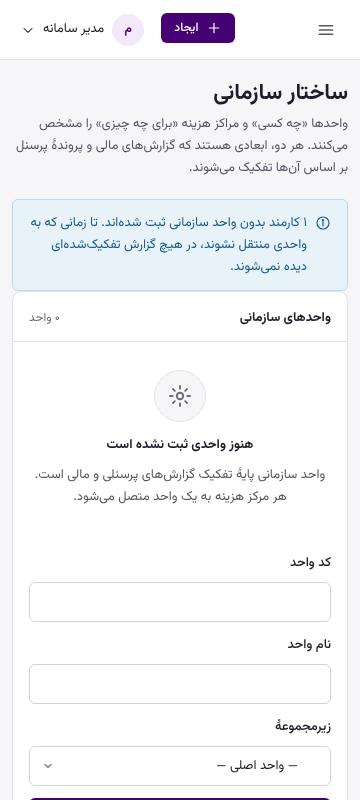 ایجاد
م
مدیر سامانه
ساختار سازمانی
واحدها «چه کسی» و مراکز هزینه «برای چه چیزی» را مشخص
می‌کنند. هر دو، ابعادی هستند که گزارش‌های مالی و پروندهٔ پرسنل
بر اساس آن‌ها تفکیک می‌شوند.
۱ کارمند بدون واحد سازمانی ثبت شده‌اند. تا زمانی که به
واحدی منتقل نشوند، در هیچ گزارش تفکیک‌شده‌ای
دیده نمی‌شوند.
واحدهای سازمانی
۰ واحد
هنوز واحدی ثبت نشده است
واحد سازمانی پایهٔ تفکیک گزارش‌های پرسنلی و مالی است.
هر مرکز هزینه به یک واحد متصل می‌شود.
کد واحد
نام واحد
زیرمجموعهٔ
— واحد اصلی —